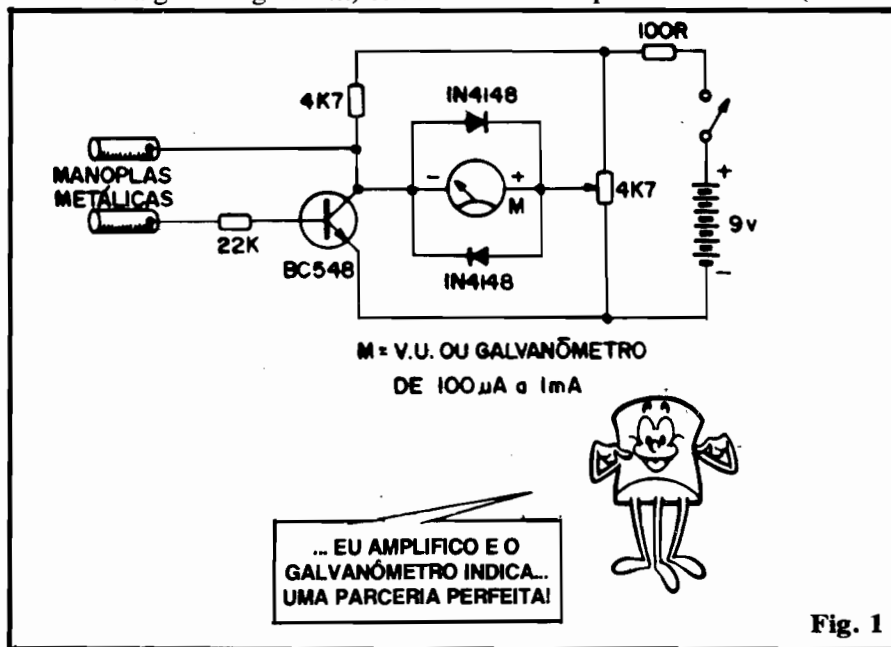 100R
4K7
1N4148
MANOPLAS
METÁLICAS
- + M
4K7
+
9v
-
22K
BC548
1N4148
M = V.U. OU GALVANÔMETRO
DE 100µA a 1mA
... EU AMPLIFICO E O
GALVANÔMETRO INDICA...
UMA PARCERIA PERFEITA!
Fig. 1